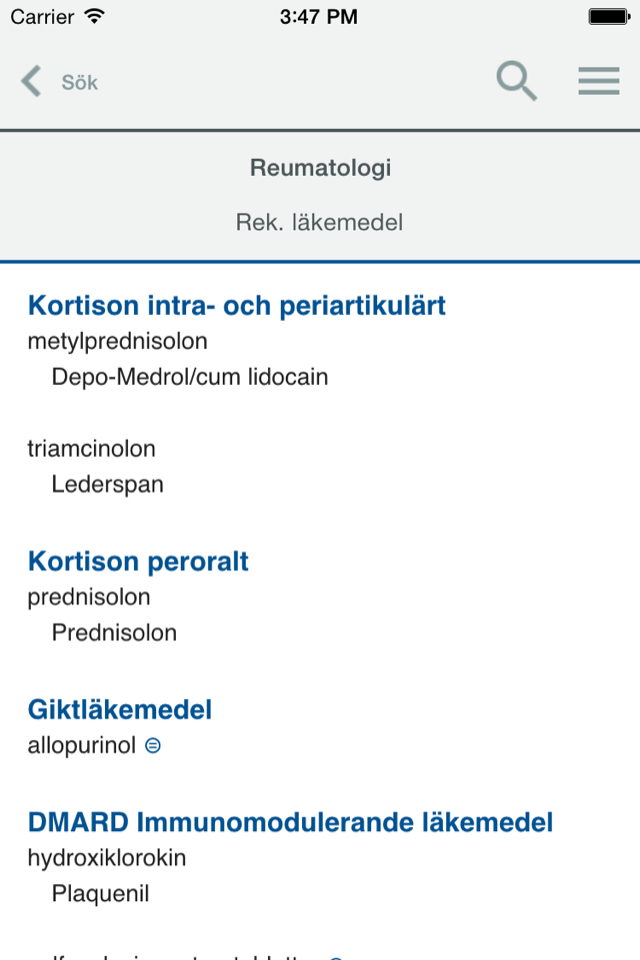 Carrier 3:47 PM
Sök
Reumatologi
Rek. läkemedel
Kortison intra- och periartikulärt
metylprednisolon
Depo-Medrol/cum lidocain
triamcinolon
Lederspan
Kortison peroralt
prednisolon
Prednisolon
Giktläkemedel
allopurinol
DMARD Immunomodulerande läkemedel
hydroxiklorokin
Plaquenil